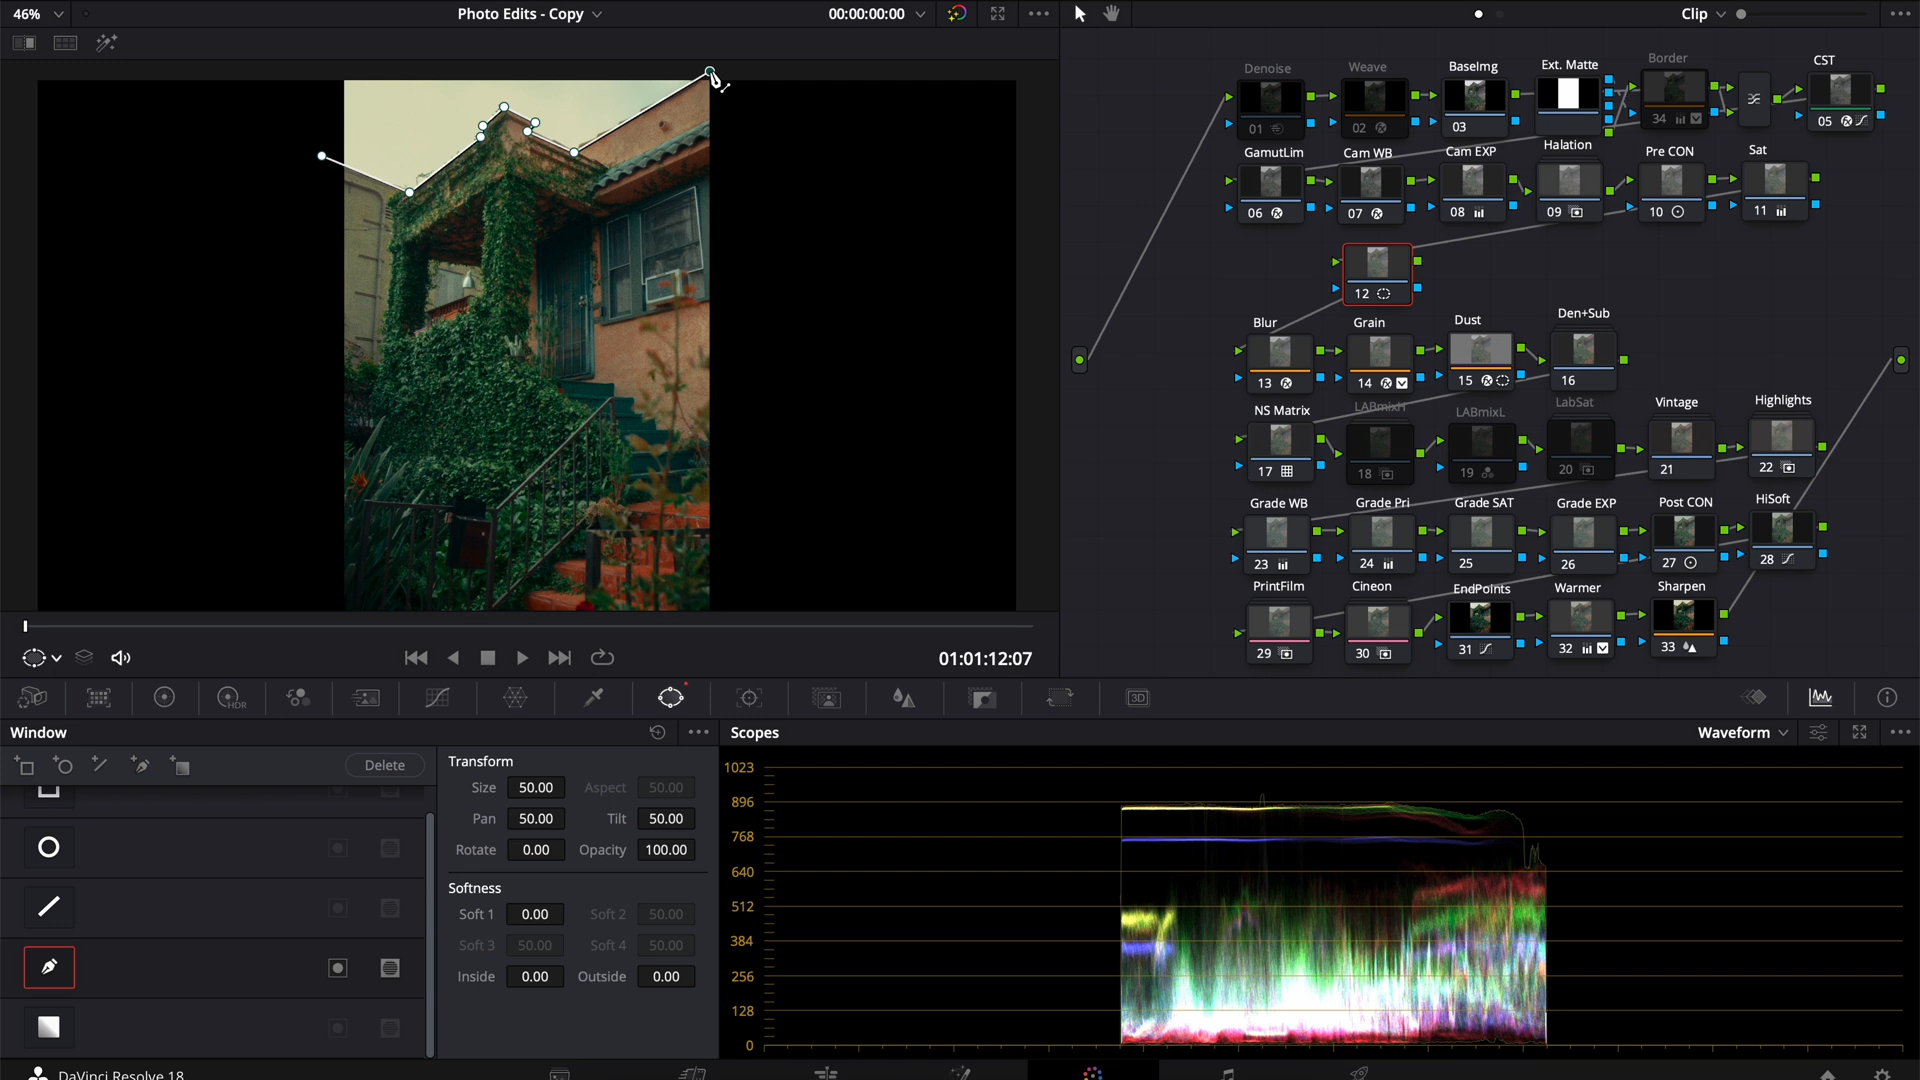 46%
Photo Edits - Copy
00:00:00:00
Clip
Denoise
Weave
BaseImg
Ext. Matte
Border
CST
01
02
03
34
05
GamutLim
Cam WB
Cam EXP
Halation
Pre CON
Sat
06
07
08
09
10
11
12
Blur
Grain
Dust
Den+Sub
13
14
15
16
NS Matrix
LABmixH
LABmixL
LabSat
Vintage
Highlights
17
18
19
20
21
22
Grade WB
Grade Pri
Grade SAT
Grade EXP
Post CON
HiSoft
23
24
25
26
27
28
PrintFilm
Cineon
EndPoints
Warmer
Sharpen
29
30
31
32
33
01:01:12:07
HDR
3D
Window
Delete
Transform
Size 50.00 Aspect 50.00
Pan 50.00 Tilt 50.00
Rotate 0.00 Opacity 100.00
Softness
Soft 1 0.00 Soft 2 50.00
Soft 3 50.00 Soft 4 50.00
Inside 0.00 Outside 0.00
Scopes
Waveform
1023
896
768
640
512
384
256
128
0
DaVinci Resolve 18